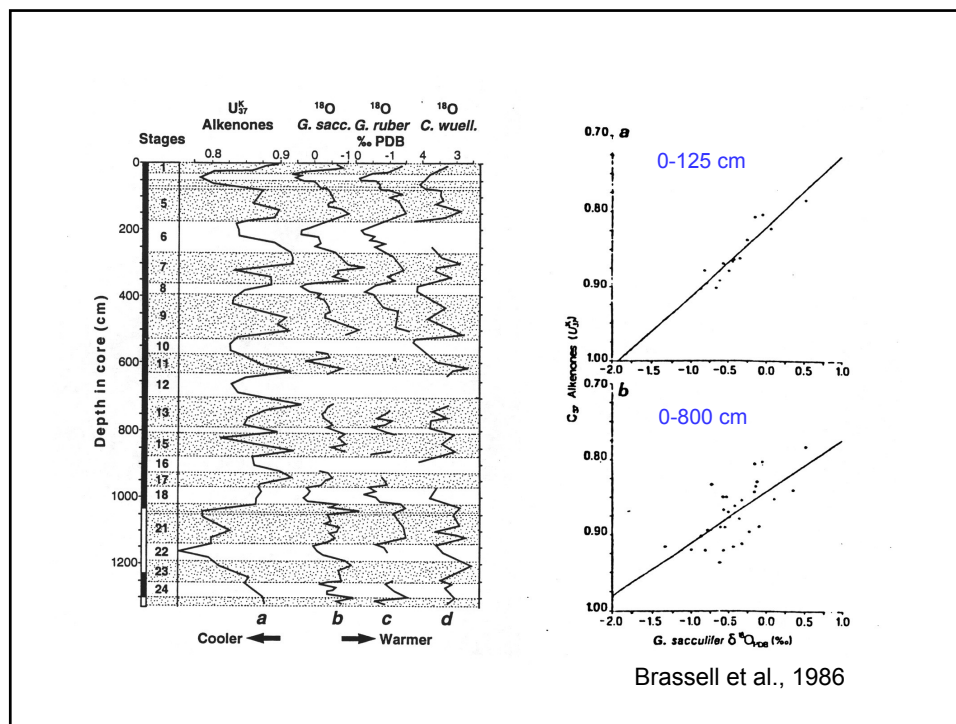 U₃₇ᴷ ¹⁸O ¹⁸O ¹⁸O
Alkenones G. sacc. G. ruber C. wuell.
Stages ‰ PDB
0.8 0.9 0 -1 0 -1 4 3
0
200
400
600
800
1000
1200
Depth in core (cm)
1
5
6
7
8
9
10
11
12
13
15
16
17
18
21
22
23
24
a b c d
Cooler Warmer
a
0-125 cm
0.70
0.80
0.90
1.00
-2.0 -1.5 -1.0 -0.5 0.0 0.5 1.0
C₃₇ Alkenones (U₃₇ᴷ)
b
0-800 cm
0.70
0.80
0.90
1.00
-2.0 -1.5 -1.0 -0.5 0.0 0.5 1.0
G. sacculifer δ¹⁸O_PDB (‰)
Brassell et al., 1986